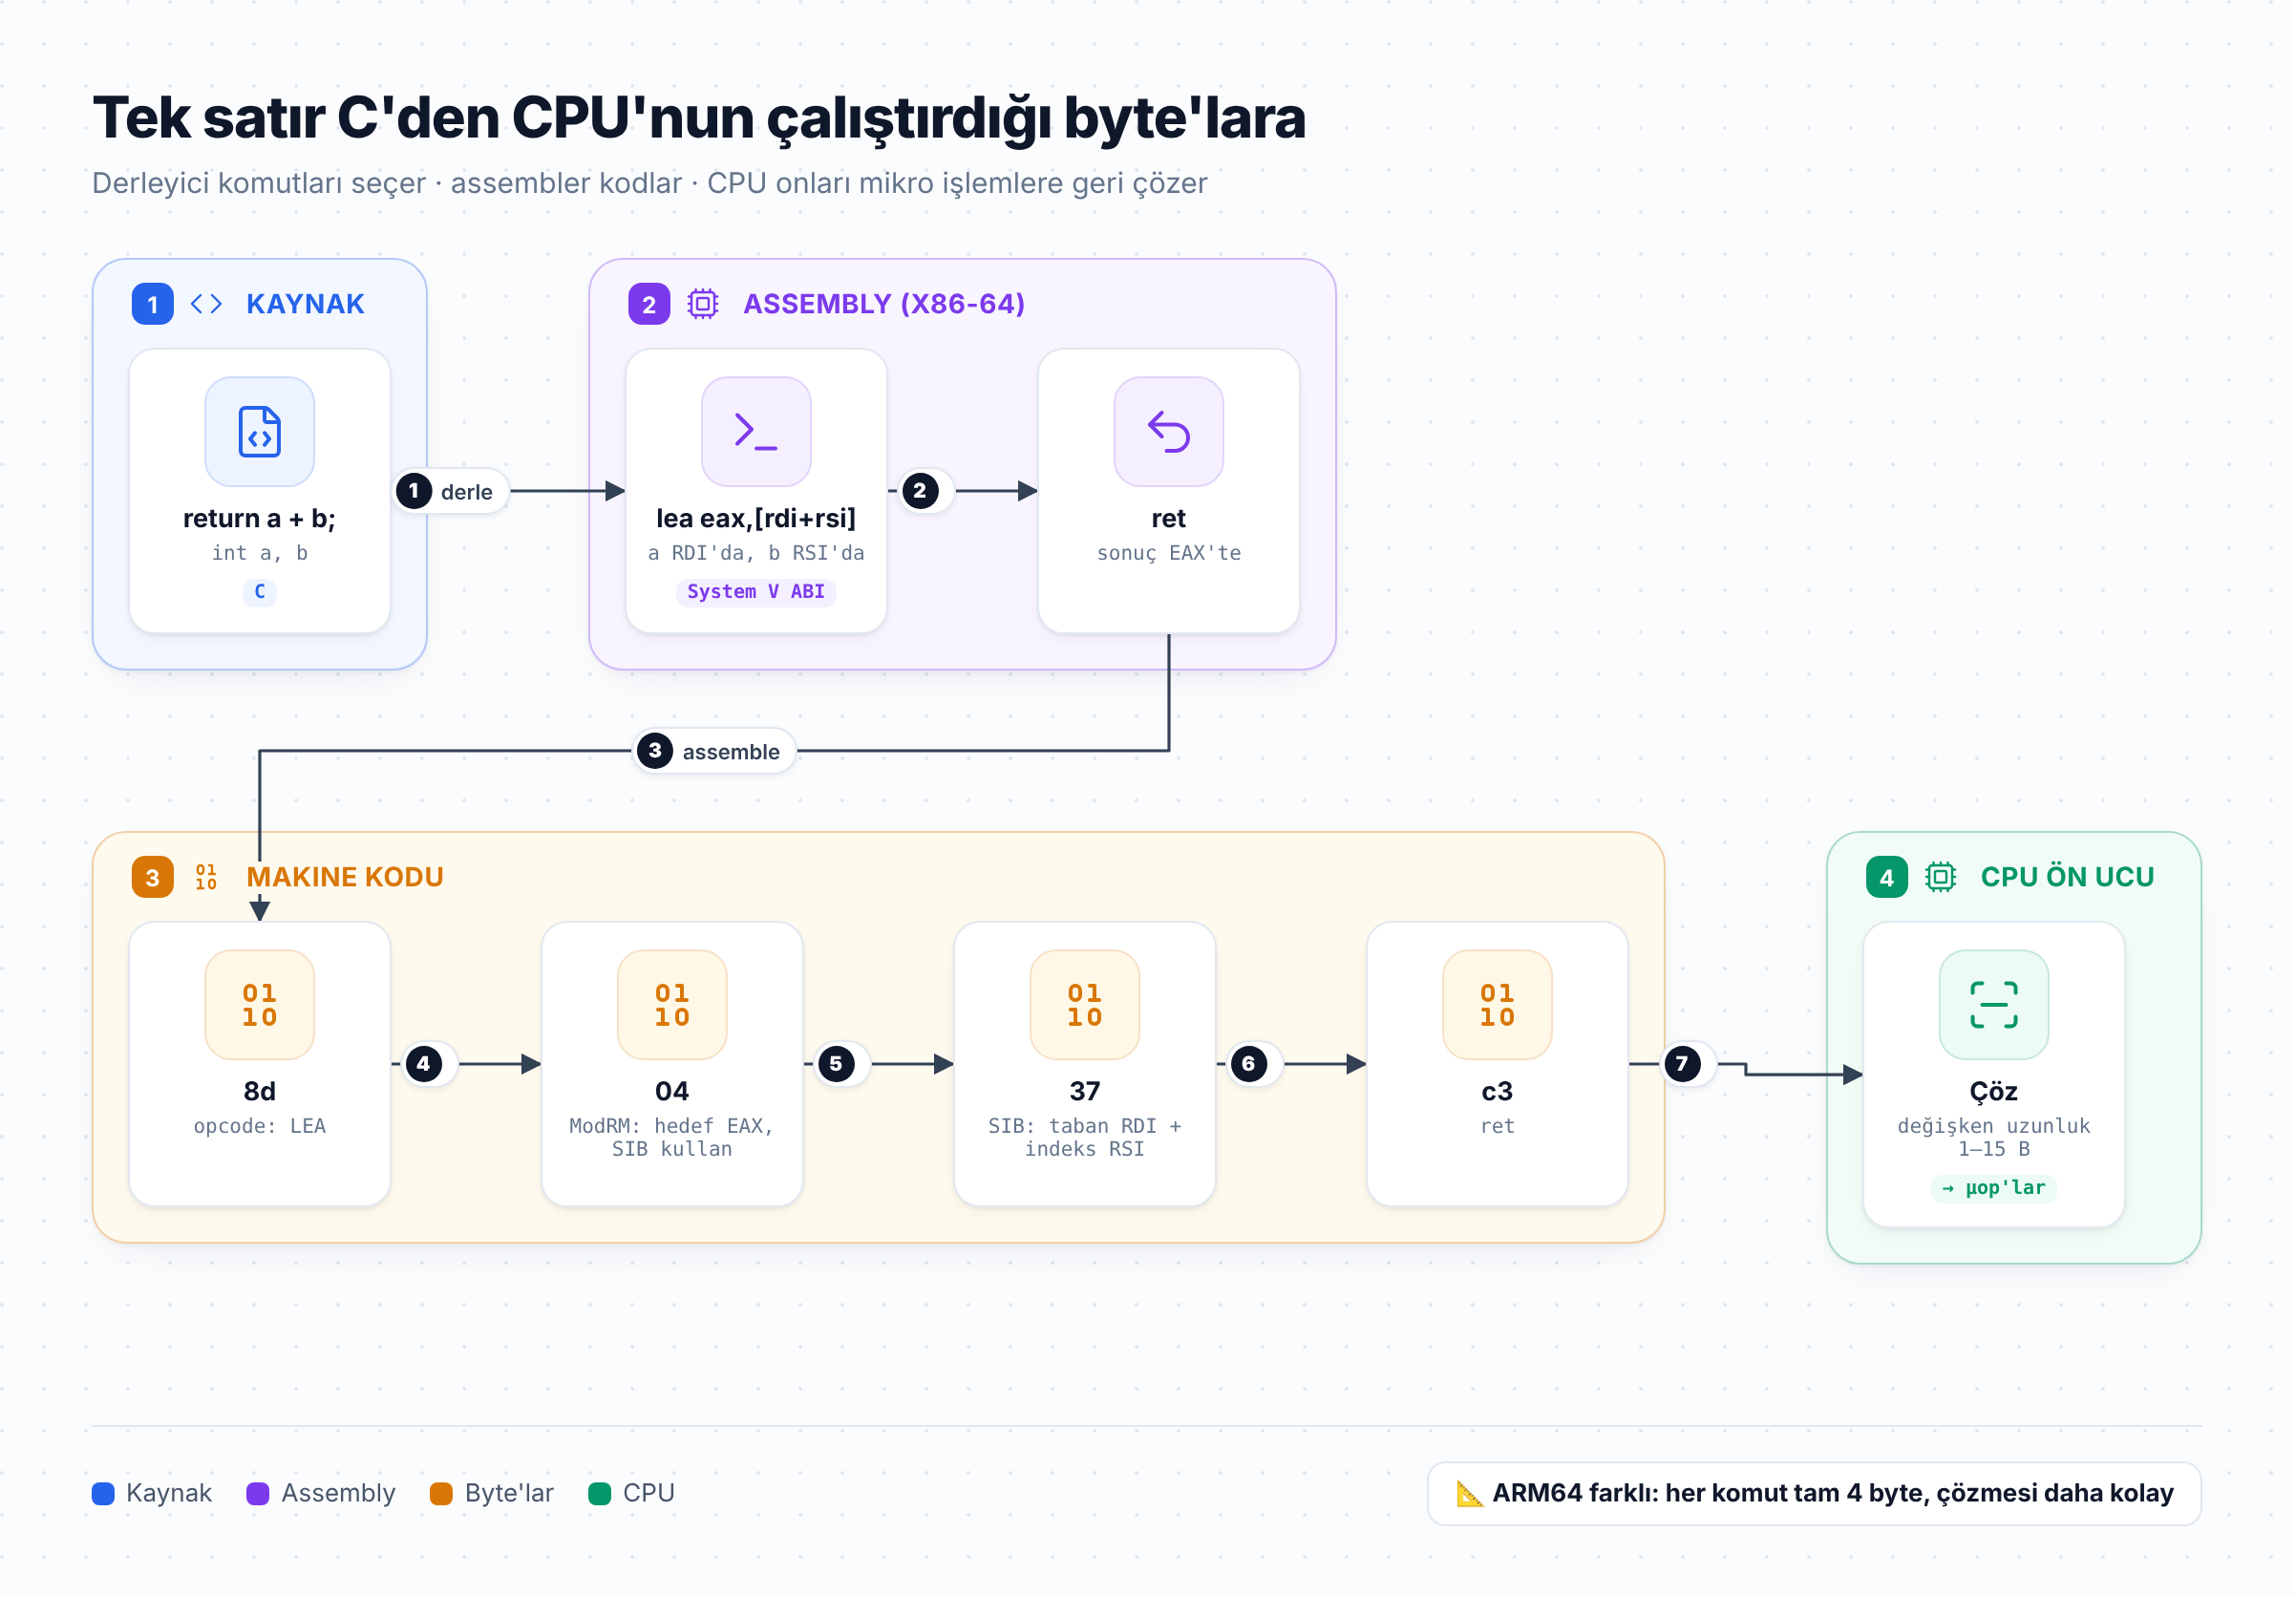 Tek satır C'den CPU'nun çalıştırdığı byte'lara
Derleyici komutları seçer · assembler kodlar · CPU onları mikro işlemlere geri çözer
1 KAYNAK
return a + b;
int a, b
C
1 derle
2 ASSEMBLY (X86-64)
lea eax,[rdi+rsi]
a RDI'da, b RSI'da
System V ABI
2
ret
sonuç EAX'te
3 assemble
3 01 10 MAKINE KODU
01
10
8d
opcode: LEA
4
01
10
04
ModRM: hedef EAX,
SIB kullan
5
01
10
37
SIB: taban RDI +
indeks RSI
6
01
10
c3
ret
7
4 CPU ÖN UCU
Çöz
değişken uzunluk
1–15 B
→ µop'lar
Kaynak
Assembly
Byte'lar
CPU
📐 ARM64 farklı: her komut tam 4 byte, çözmesi daha kolay